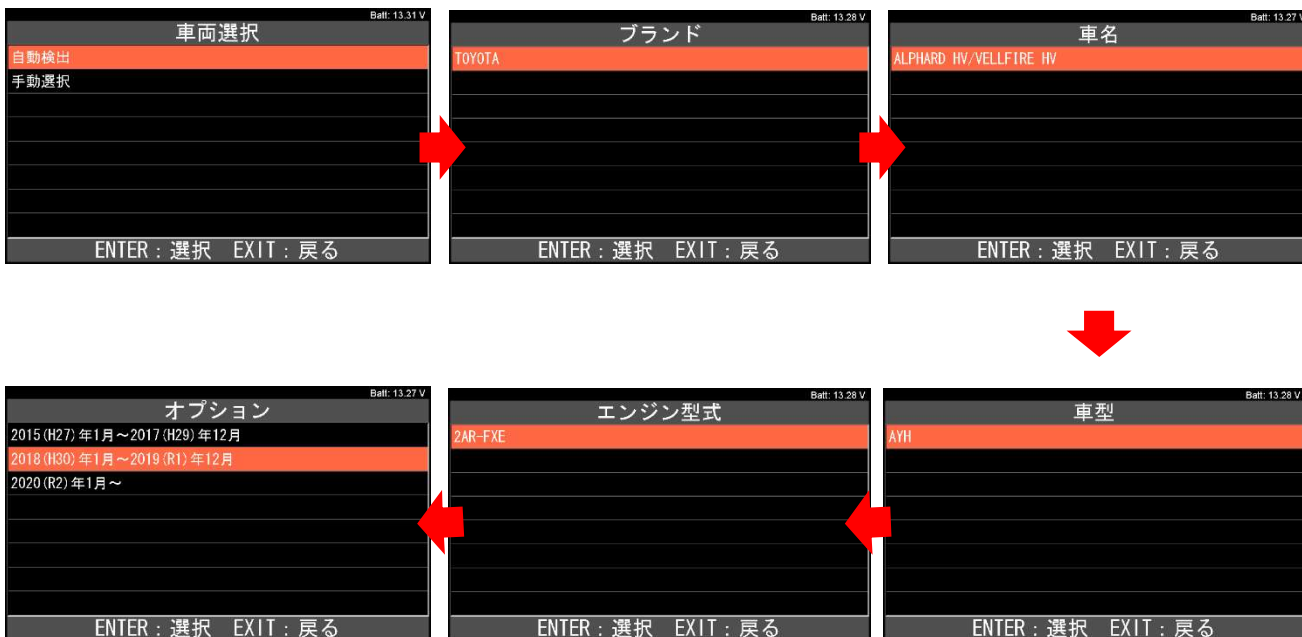 Batt: 13.31 V
車両選択
自動検出
手動選択
ENTER：選択　EXIT：戻る
Batt: 13.28 V
ブランド
TOYOTA
ENTER：選択　EXIT：戻る
Batt: 13.27 V
車名
ALPHARD HV/VELLFIRE HV
ENTER：選択　EXIT：戻る
Batt: 13.28 V
車型
AYH
ENTER：選択　EXIT：戻る
Batt: 13.28 V
エンジン型式
2AR-FXE
ENTER：選択　EXIT：戻る
Batt: 13.27 V
オプション
2015(H27)年1月～2017(H29)年12月
2018(H30)年1月～2019(R1)年12月
2020(R2)年1月～
ENTER：選択　EXIT：戻る